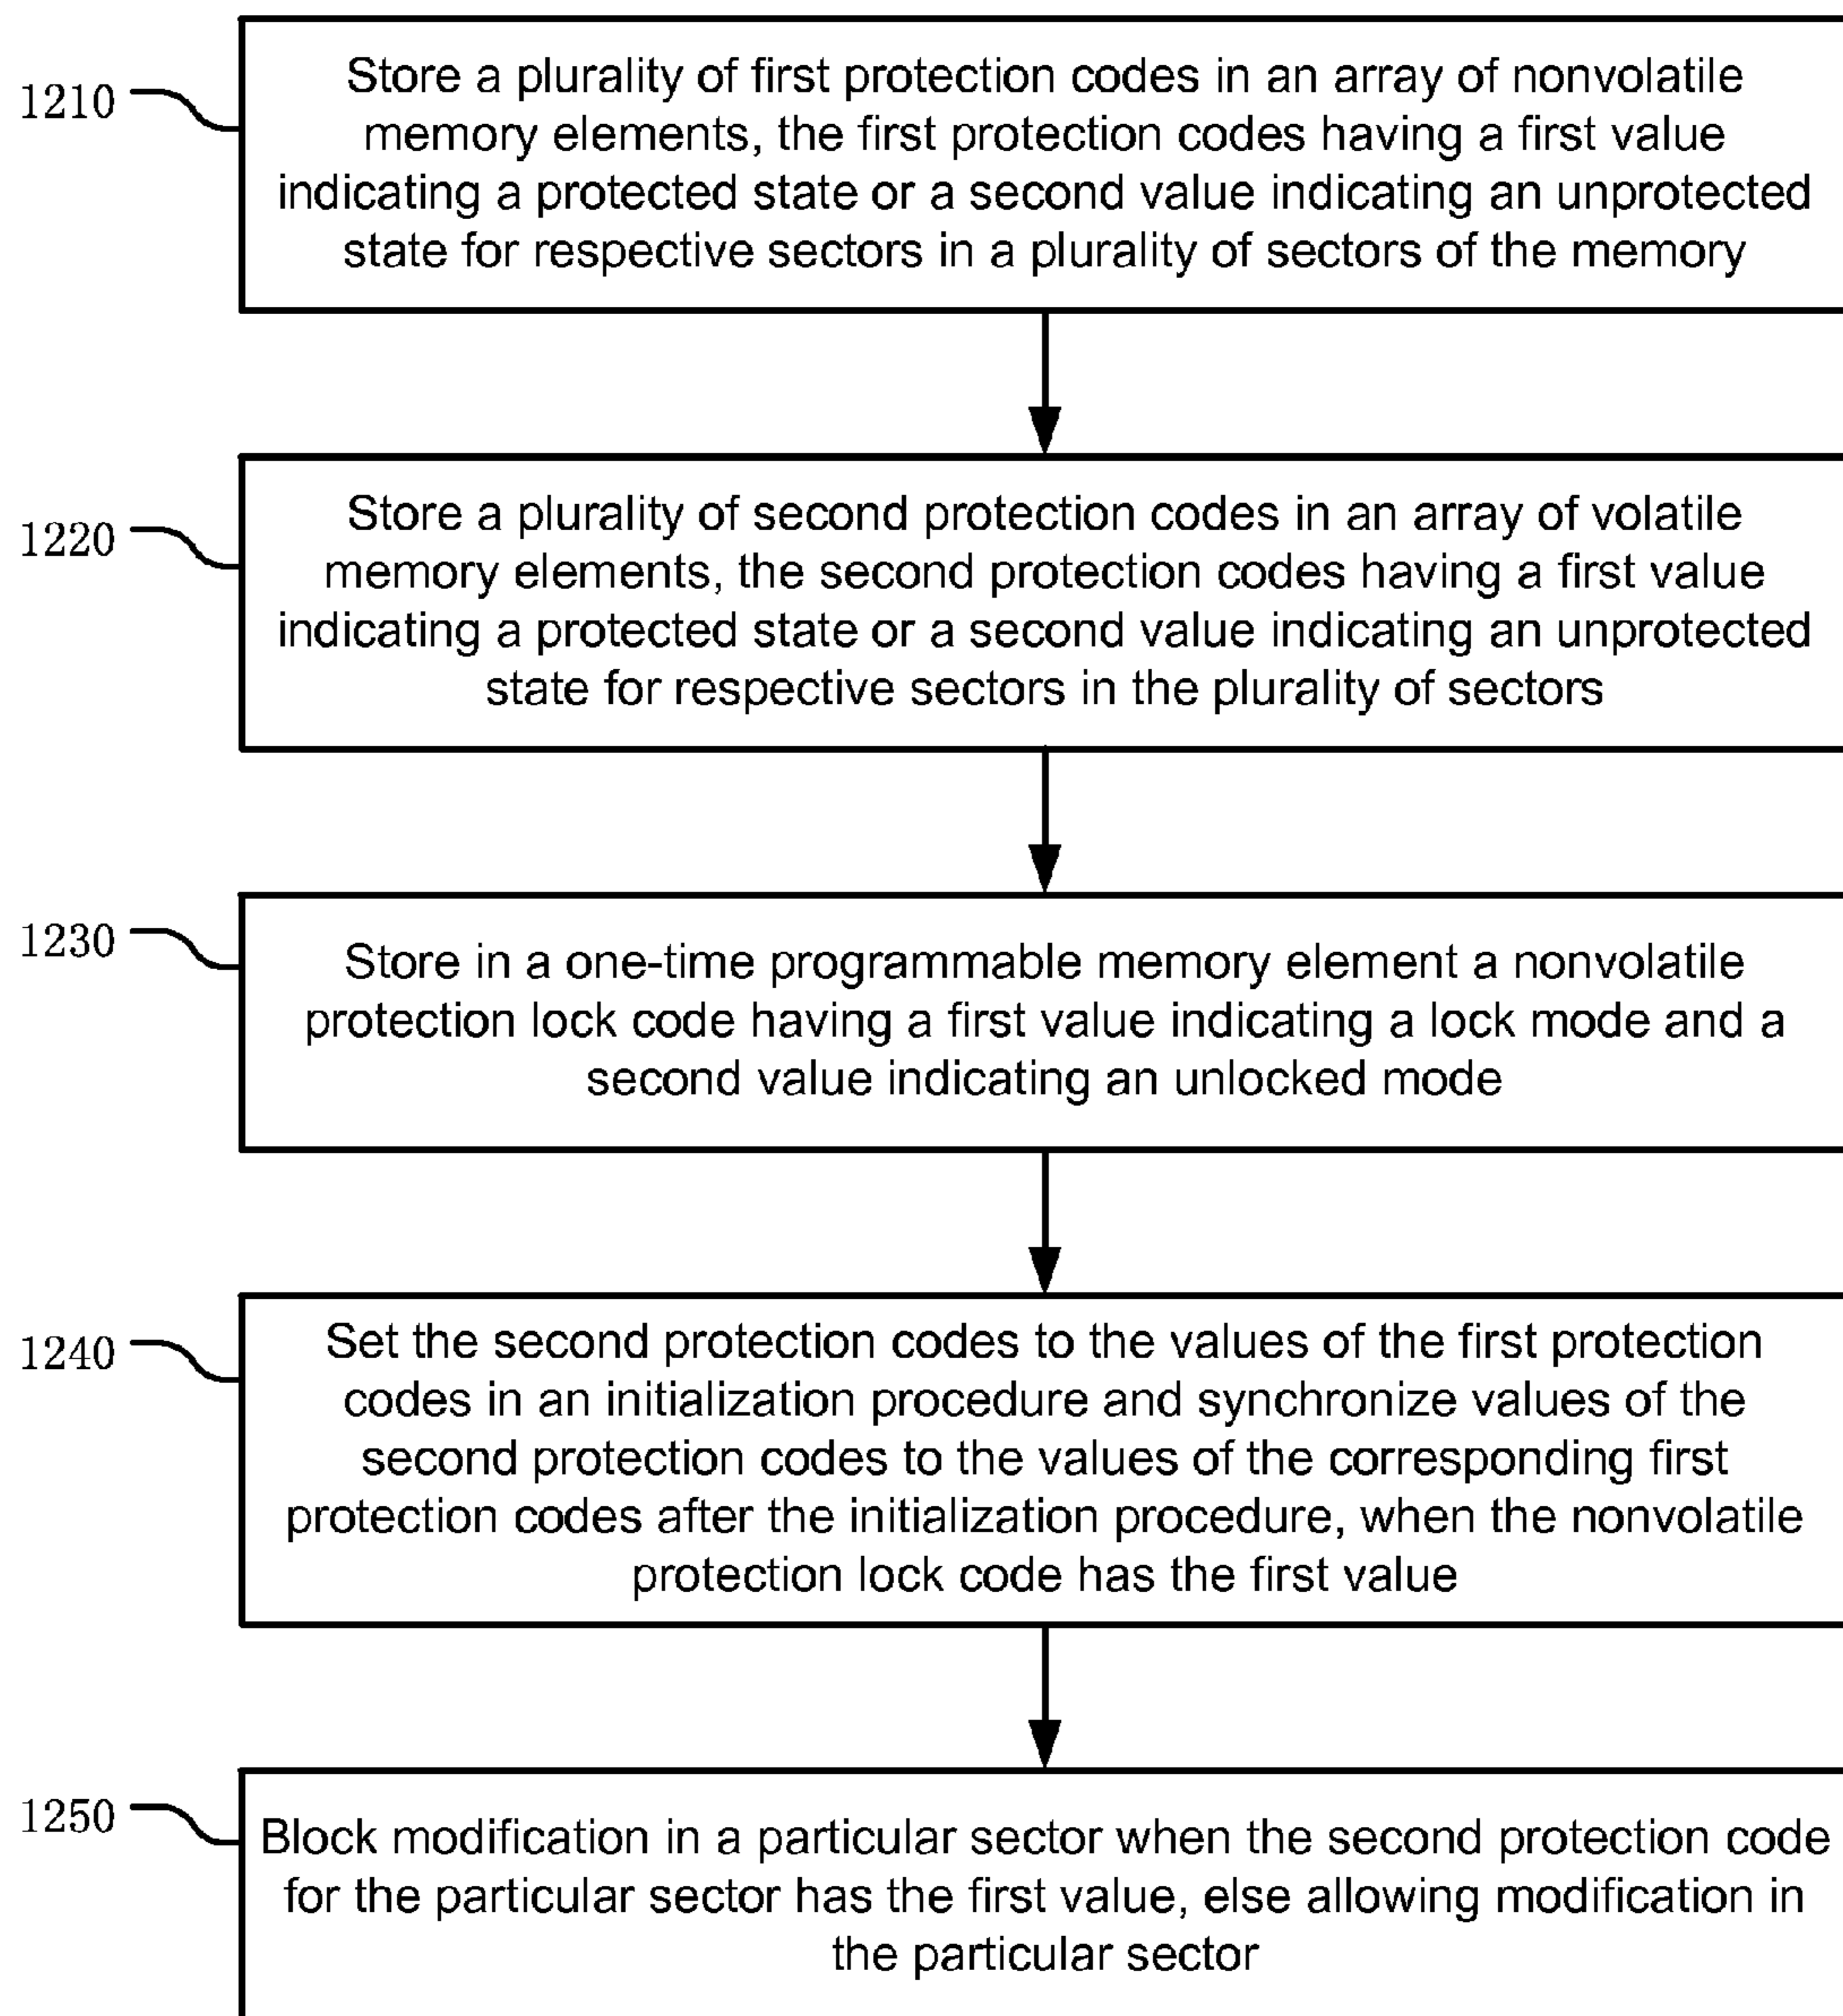 1210
Store a plurality of first protection codes in an array of nonvolatile
memory elements, the first protection codes having a first value
indicating a protected state or a second value indicating an unprotected
state for respective sectors in a plurality of sectors of the memory
1220
Store a plurality of second protection codes in an array of volatile
memory elements, the second protection codes having a first value
indicating a protected state or a second value indicating an unprotected
state for respective sectors in the plurality of sectors
1230
Store in a one-time programmable memory element a nonvolatile
protection lock code having a first value indicating a lock mode and a
second value indicating an unlocked mode
1240
Set the second protection codes to the values of the first protection
codes in an initialization procedure and synchronize values of the
second protection codes to the values of the corresponding first
protection codes after the initialization procedure, when the nonvolatile
protection lock code has the first value
1250
Block modification in a particular sector when the second protection code
for the particular sector has the first value, else allowing modification in
the particular sector